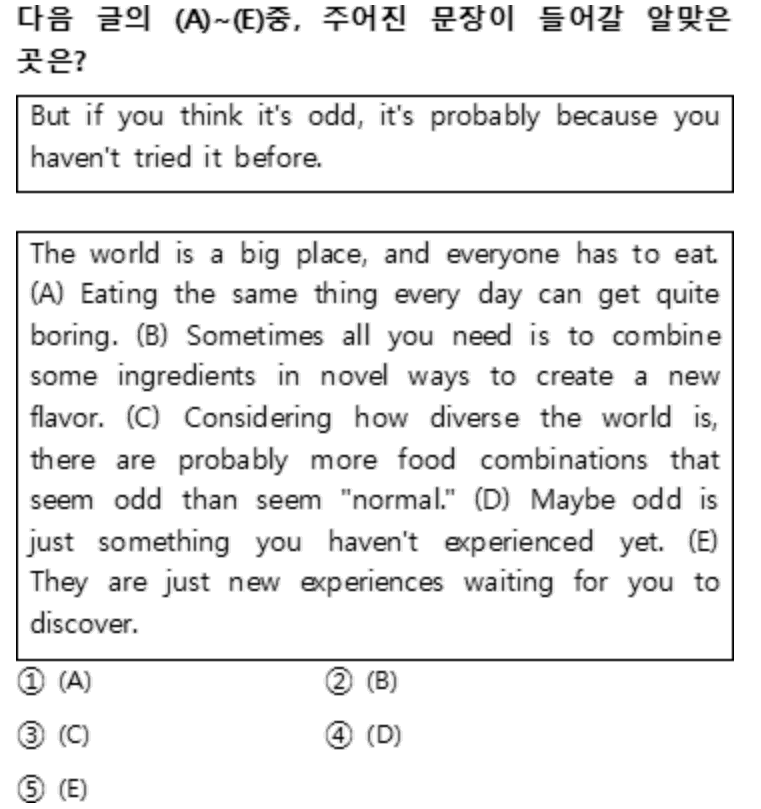 다음 글의 (A)~(E)중, 주어진 문장이 들어갈 알맞은
곳은?
But if you think it's odd, it's probably because you
haven't tried it before.
The world is a big place, and everyone has to eat.
(A) Eating the same thing every day can get quite
boring. (B) Sometimes all you need is to combine
some ingredients in novel ways to create a new
flavor. (C) Considering how diverse the world is,
there are probably more food combinations that
seem odd than seem "normal." (D) Maybe odd is
just something you haven't experienced yet. (E)
They are just new experiences waiting for you to
discover.
① (A) ② (B)
③ (C) ④ (D)
⑤ (E)